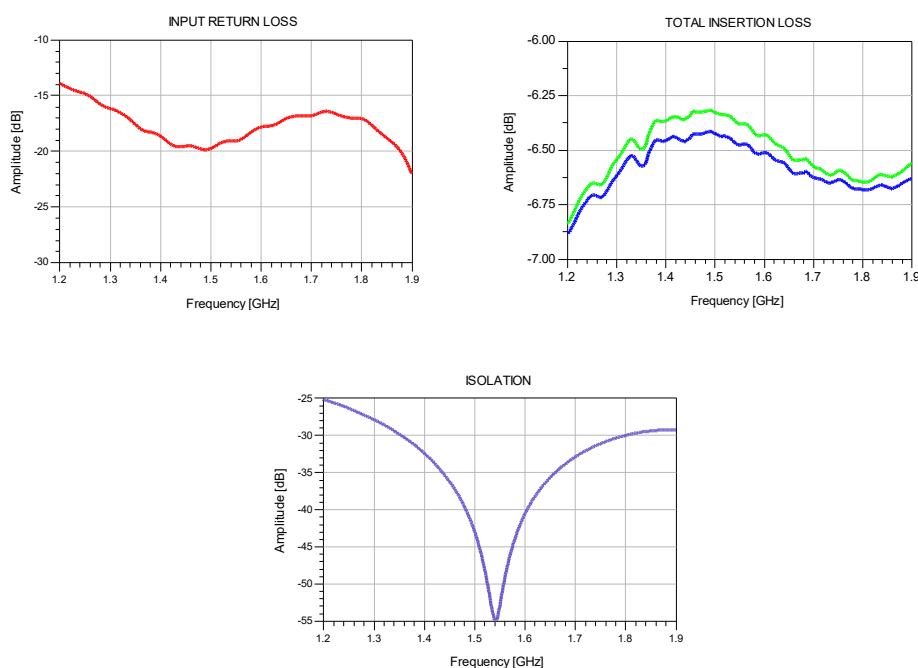 INPUT RETURN LOSS
-10
-15
-20
-25
-30
Amplitude [dB]
1.2 1.3 1.4 1.5 1.6 1.7 1.8 1.9
Frequency [GHz]
TOTAL INSERTION LOSS
-6.00
-6.25
-6.50
-6.75
-7.00
Amplitude [dB]
1.2 1.3 1.4 1.5 1.6 1.7 1.8 1.9
Frequency [GHz]
ISOLATION
-25
-30
-35
-40
-45
-50
-55
Amplitude [dB]
1.2 1.3 1.4 1.5 1.6 1.7 1.8 1.9
Frequency [GHz]